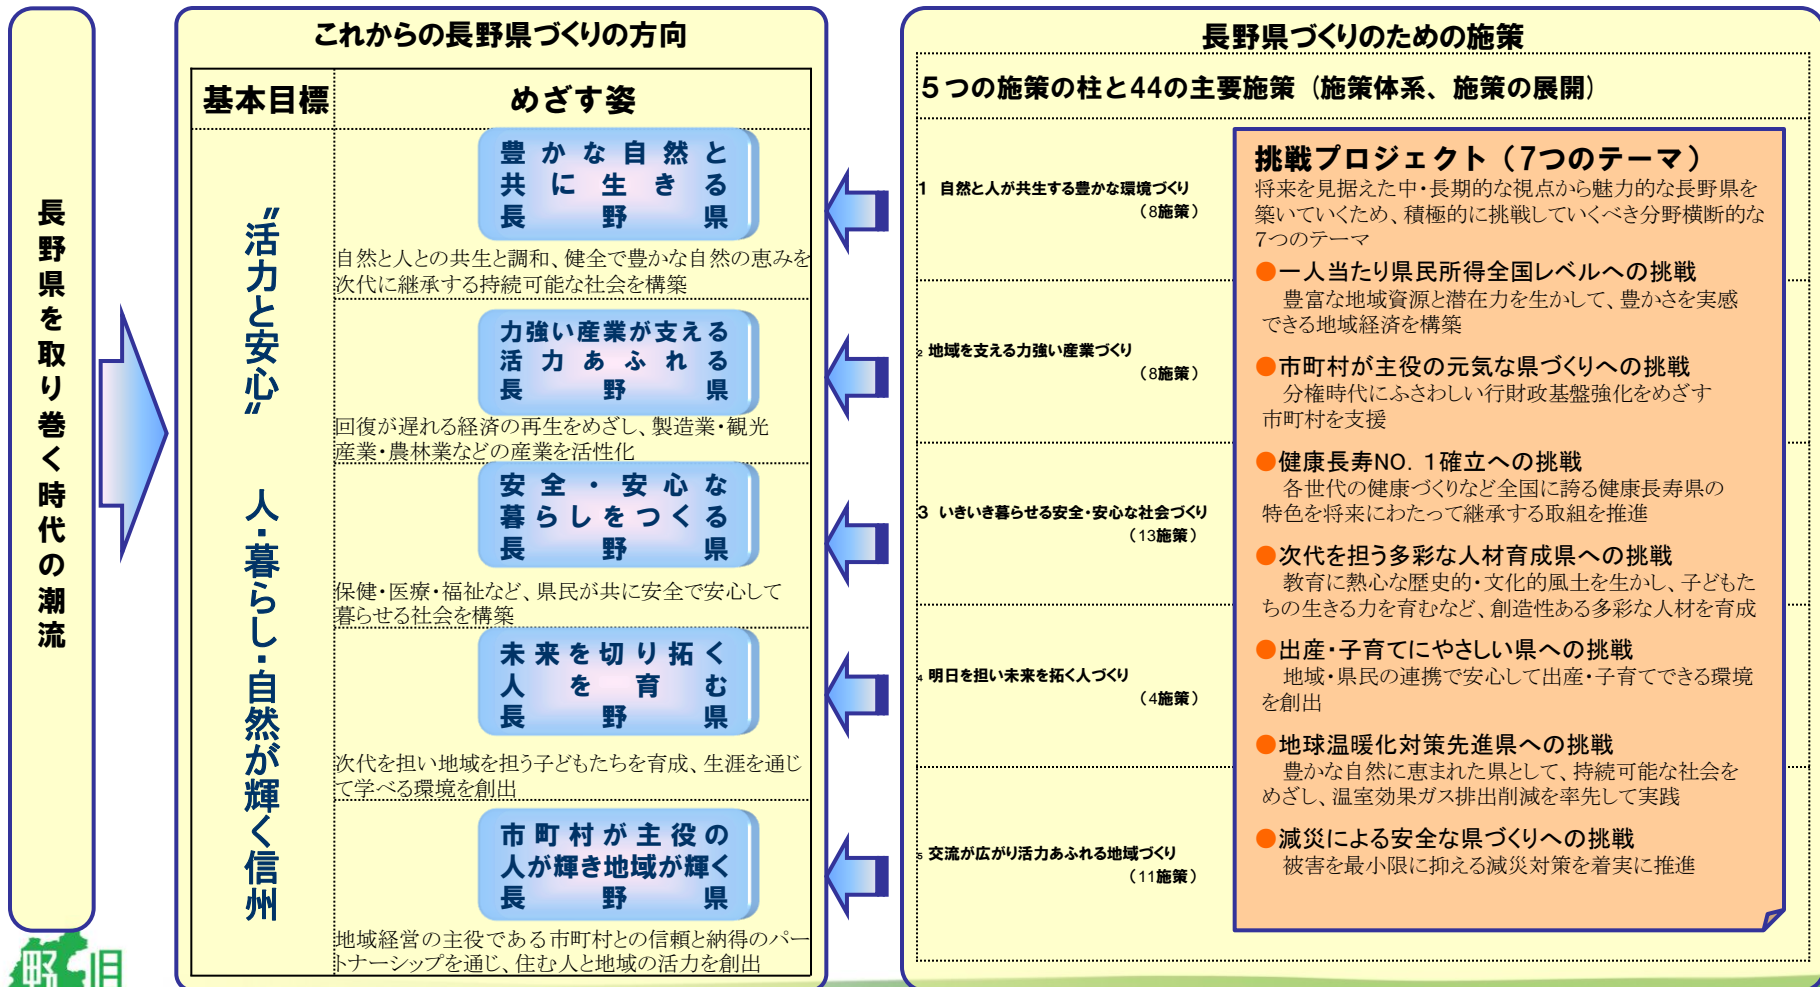 長野県を取り巻く時代の潮流
これからの長野県づくりの方向
基本目標
めざす姿
“活力と安心” 人・暮らし・自然が輝く信州
豊かな自然と
共に生きる
長野県
自然と人との共生と調和、健全で豊かな自然の恵みを
次代に継承する持続可能な社会を構築
力強い産業が支える
活力あふれる
長野県
回復が遅れる経済の再生をめざし、製造業・観光
産業・農林業などの産業を活性化
安全・安心な
暮らしをつくる
長野県
保健・医療・福祉など、県民が共に安全で安心して
暮らせる社会を構築
未来を切り拓く
人を育む
長野県
次代を担い地域を担う子どもたちを育成、生涯を通じ
て学べる環境を創出
市町村が主役の
人が輝き地域が輝く
長野県
地域経営の主役である市町村との信頼と納得のパー
トナーシップを通じ、住む人と地域の活力を創出
長野県づくりのための施策
５つの施策の柱と44の主要施策（施策体系、施策の展開）
1 自然と人が共生する豊かな環境づくり
（8施策）
2 地域を支える力強い産業づくり
（8施策）
3 いきいき暮らせる安全・安心な社会づくり
（13施策）
4 明日を担い未来を拓く人づくり
（4施策）
5 交流が広がり活力あふれる地域づくり
（11施策）
挑戦プロジェクト（7つのテーマ）
将来を見据えた中・長期的な視点から魅力的な長野県を
築いていくため、積極的に挑戦していくべき分野横断的な
7つのテーマ
●一人当たり県民所得全国レベルへの挑戦
豊富な地域資源と潜在力を生かして、豊かさを実感
できる地域経済を構築
●市町村が主役の元気な県づくりへの挑戦
分権時代にふさわしい行財政基盤強化をめざす
市町村を支援
●健康長寿NO．1確立への挑戦
各世代の健康づくりなど全国に誇る健康長寿県の
特色を将来にわたって継承する取組を推進
●次代を担う多彩な人材育成県への挑戦
教育に熱心な歴史的・文化的風土を生かし、子どもた
ちの生きる力を育むなど、創造性ある多彩な人材を育成
●出産・子育てにやさしい県への挑戦
地域・県民の連携で安心して出産・子育てできる環境
を創出
●地球温暖化対策先進県への挑戦
豊かな自然に恵まれた県として、持続可能な社会を
めざし、温室効果ガス排出削減を率先して実践
●減災による安全な県づくりへの挑戦
被害を最小限に抑える減災対策を着実に推進